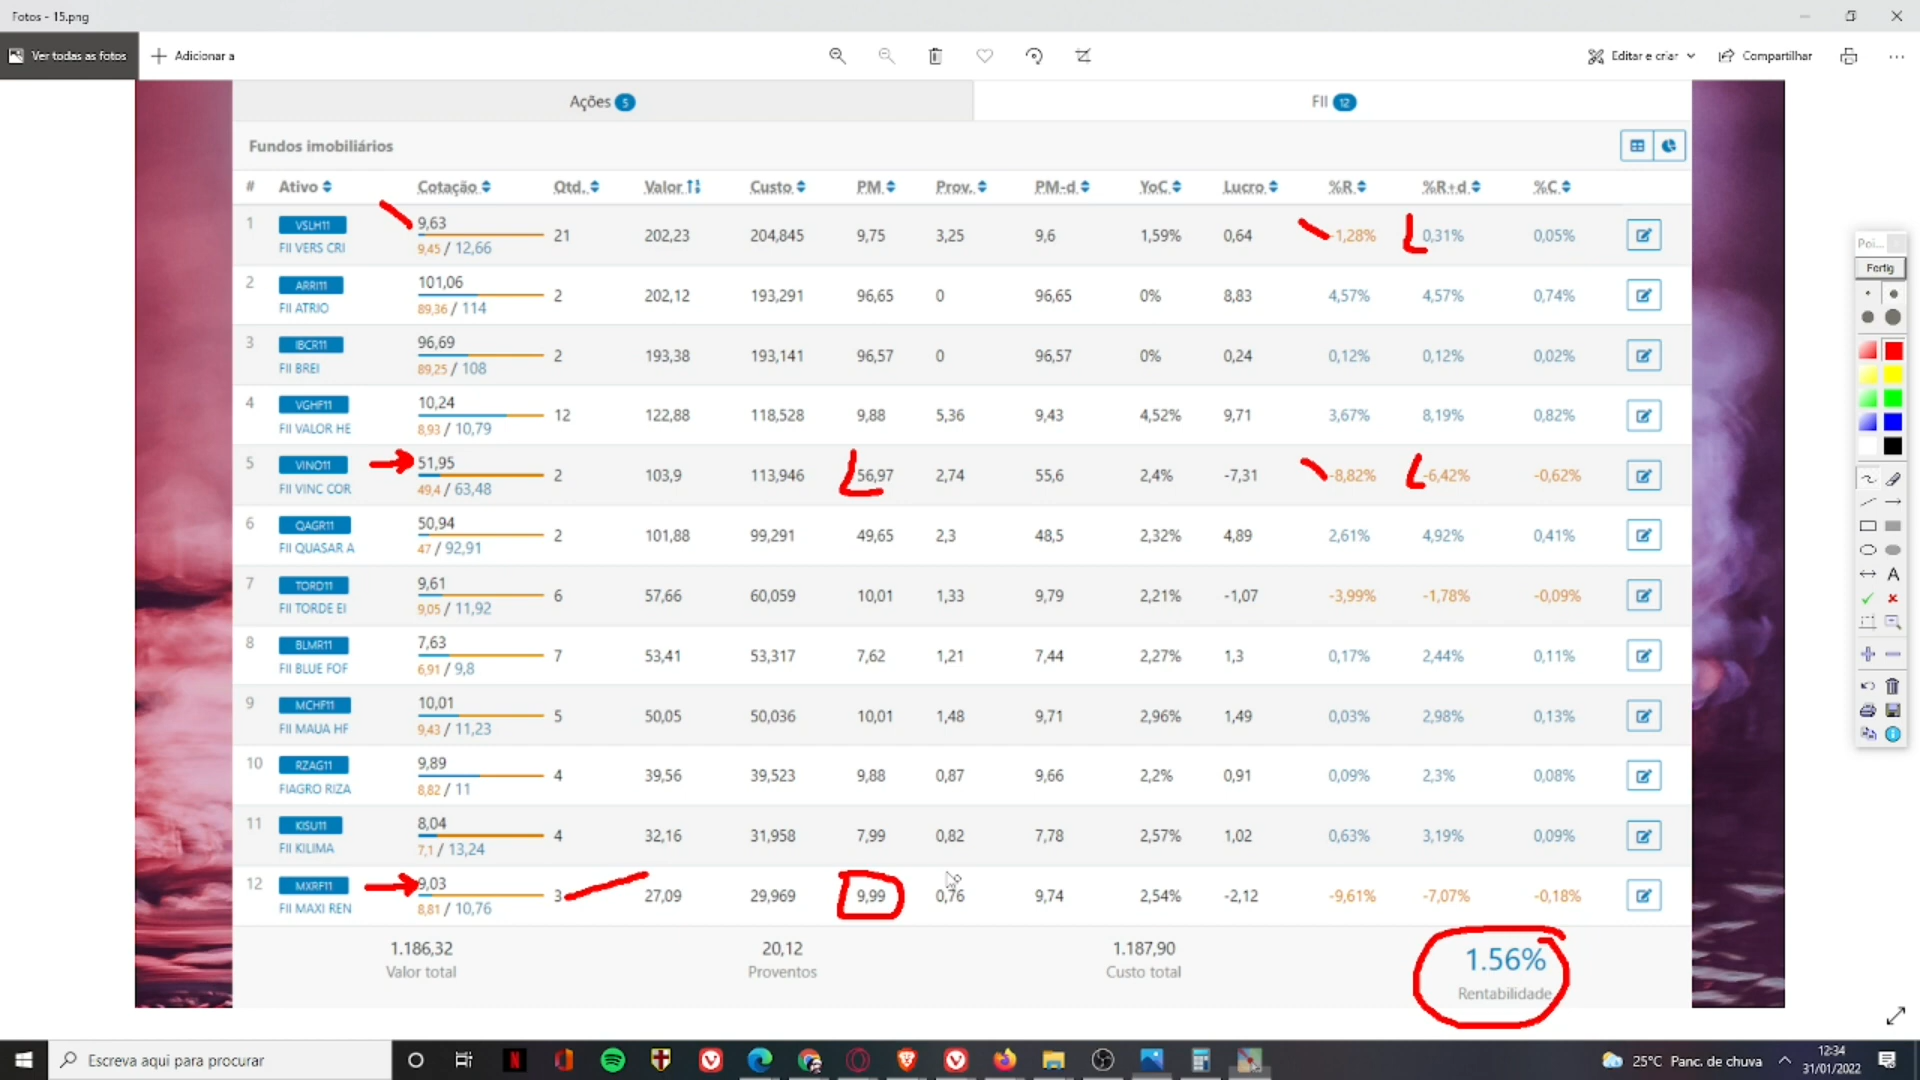 Fotos - 15.png
Ver todas as fotos
Adicionar a
Editar e criar
Compartilhar
Ações 5
FII 12
Fundos imobiliários
# Ativo Cotação Qtd. Valor Custo PM Prov. PM-d YoC Lucro %R %R+d %C
1 VSLH11 9,63 21 202,23 204,845 9,75 3,25 9,6 1,59% 0,64 -1,28% 0,31% 0,05%
FII VERS CRI 9,45 / 12,66
2 ARRI11 101,06 2 202,12 193,291 96,65 0 96,65 0% 8,83 4,57% 4,57% 0,74%
FII ATRIO 89,36 / 114
3 IBCR11 96,69 2 193,38 193,141 96,57 0 96,57 0% 0,24 0,12% 0,12% 0,02%
FII BREI 89,25 / 108
4 VGHF11 10,24 12 122,88 118,528 9,88 5,36 9,43 4,52% 9,71 3,67% 8,19% 0,82%
FII VALOR HE 8,93 / 10,79
5 VINO11 51,95 2 103,9 113,946 56,97 2,74 55,6 2,4% -7,31 -8,82% -6,42% -0,62%
FII VINC COR 49,4 / 63,48
6 QAGR11 50,94 2 101,88 99,291 49,65 2,3 48,5 2,32% 4,89 2,61% 4,92% 0,41%
FII QUASAR A 47 / 92,91
7 TORD11 9,61 6 57,66 60,059 10,01 1,33 9,79 2,21% -1,07 -3,99% -1,78% -0,09%
FII TORDE EI 9,05 / 11,92
8 BLMR11 7,63 7 53,41 53,317 7,62 1,21 7,44 2,27% 1,3 0,17% 2,44% 0,11%
FII BLUE FOF 6,91 / 9,8
9 MCHF11 10,01 5 50,05 50,036 10,01 1,48 9,71 2,96% 1,49 0,03% 2,98% 0,13%
FII MAUA HF 9,43 / 11,23
10 RZAG11 9,89 4 39,56 39,523 9,88 0,87 9,66 2,2% 0,91 0,09% 2,3% 0,08%
FIAGRO RIZA 8,82 / 11
11 KISU11 8,04 4 32,16 31,958 7,99 0,82 7,78 2,57% 1,02 0,63% 3,19% 0,09%
FII KILIMA 7,1 / 13,24
12 MXRF11 9,03 3 27,09 29,969 9,99 0,76 9,74 2,54% -2,12 -9,61% -7,07% -0,18%
FII MAXI REN 8,81 / 10,76
1.186,32 20,12 1.187,90 1.56%
Valor total Proventos Custo total Rentabilidade
Poi...
Fertig
A
Escreva aqui para procurar
25°C Panc. de chuva
12:34
31/01/2022